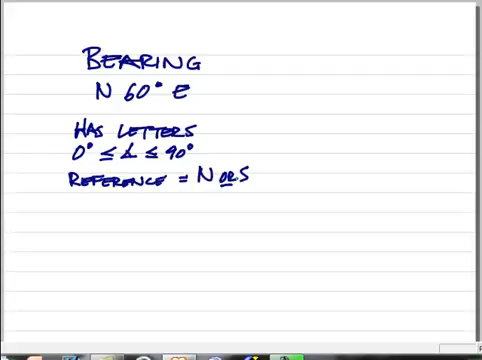 BEARING
N 60° E
HAS LETTERS
0° ≤ ∡ ≤ 90°
REFERENCE = N OR S